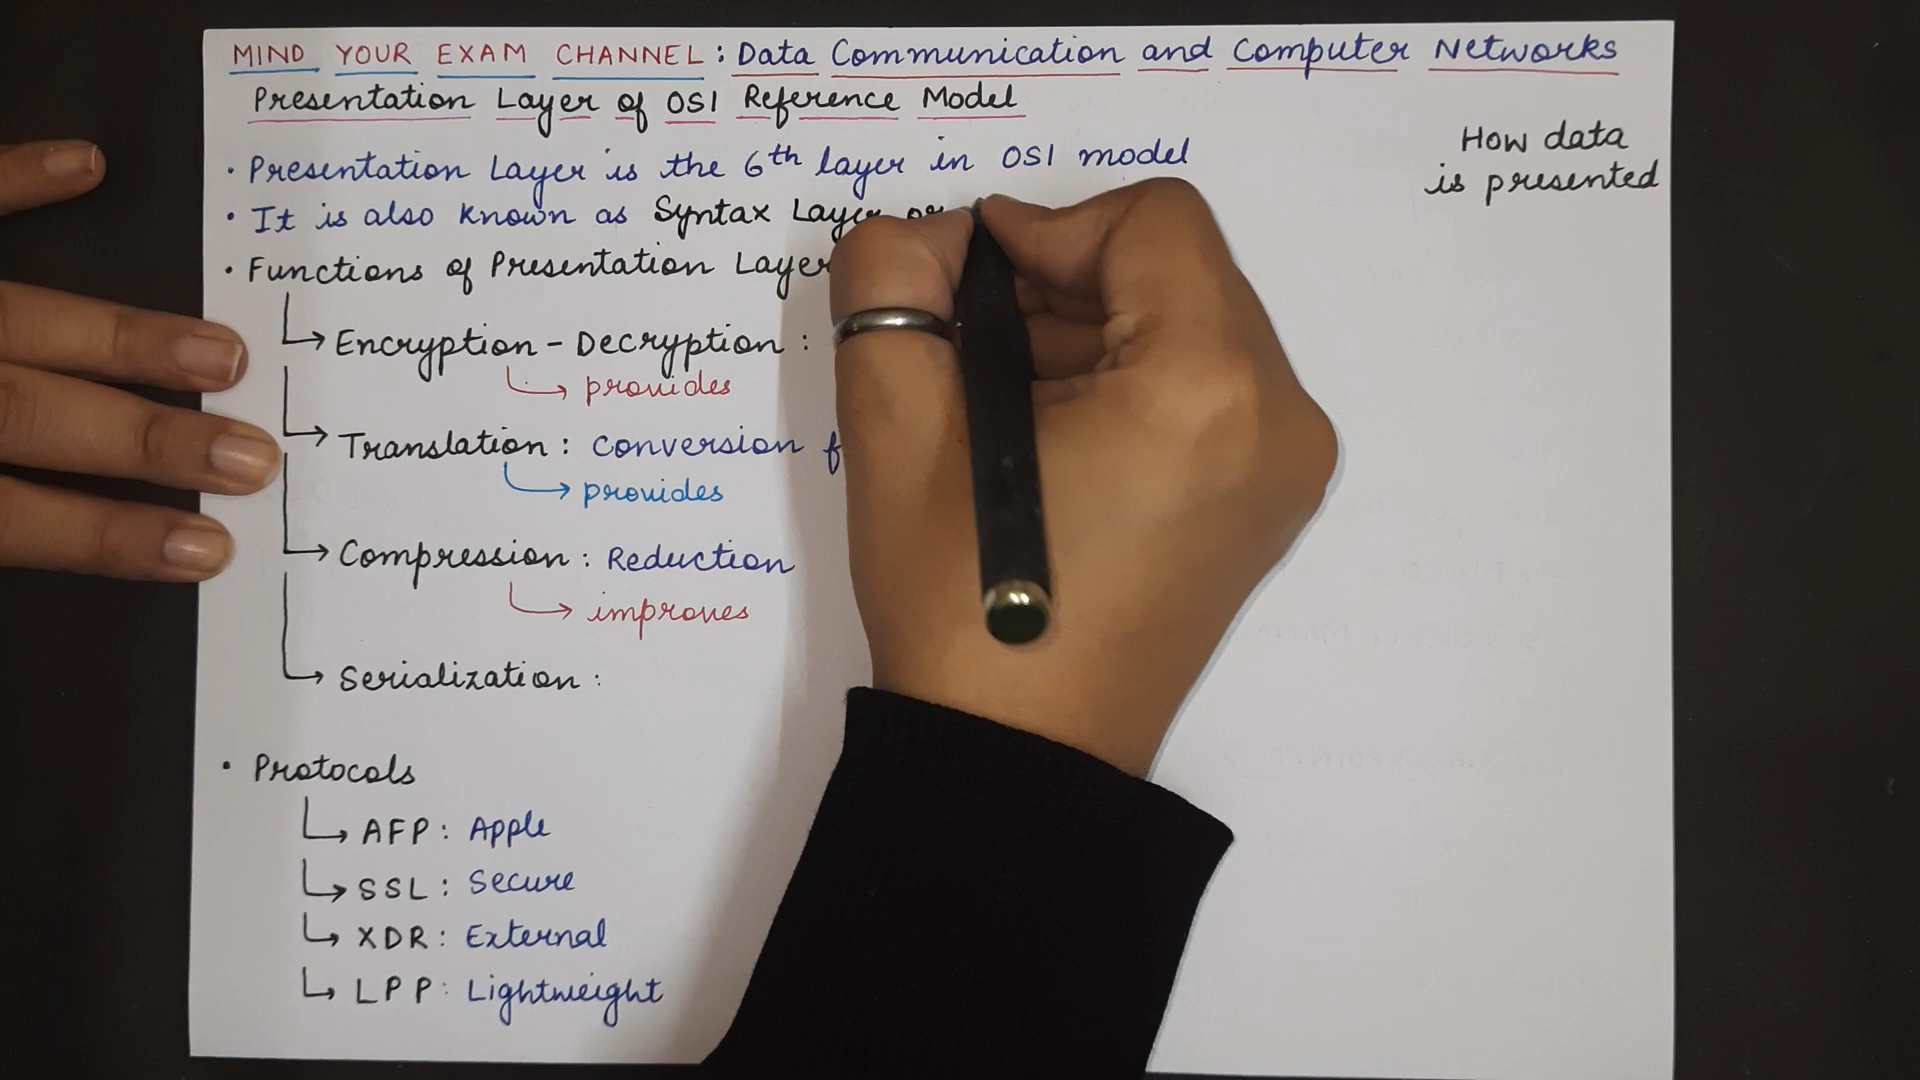 MIND YOUR EXAM CHANNEL: Data Communication and Computer Networks
Presentation Layer of OSI Reference Model
How data
is presented
• Presentation Layer is the 6th layer in OSI model
• It is also known as Syntax Layer or
• Functions of Presentation Layer
Encryption - Decryption :
provides
Translation : Conversion f
provides
Compression : Reduction
improves
Serialization :
• Protocols
AFP : Apple
SSL : Secure
XDR : External
LPP : Lightweight